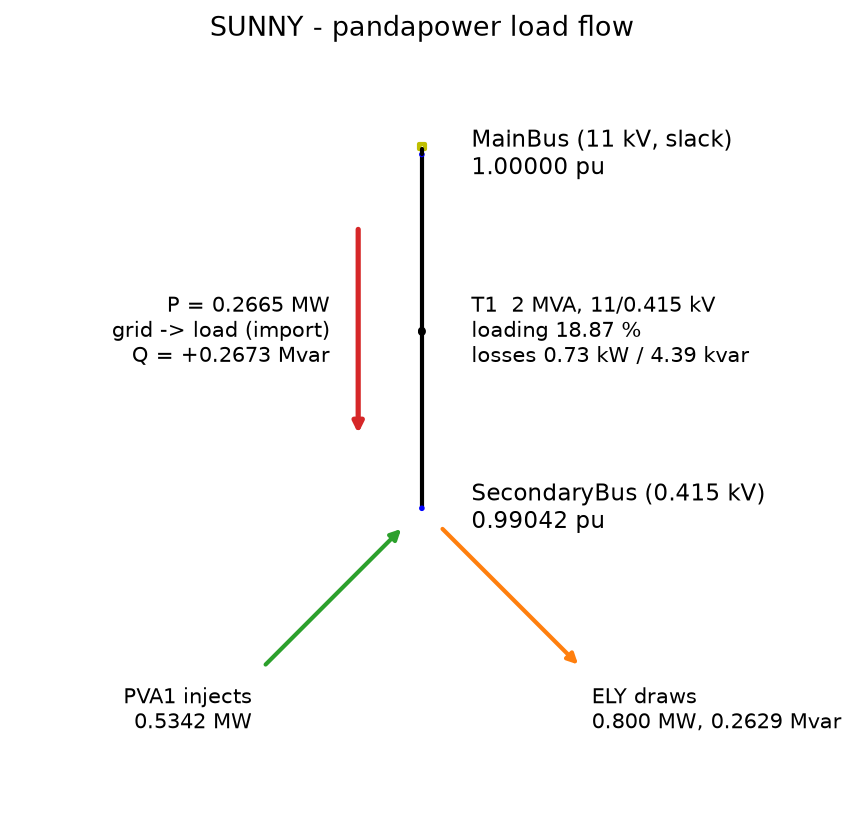 SUNNY - pandapower load flow
MainBus (11 kV, slack)
1.00000 pu
P = 0.2665 MW
grid -> load (import)
Q = +0.2673 Mvar
T1  2 MVA, 11/0.415 kV
loading 18.87 %
losses 0.73 kW / 4.39 kvar
SecondaryBus (0.415 kV)
0.99042 pu
PVA1 injects
0.5342 MW
ELY draws
0.800 MW, 0.2629 Mvar